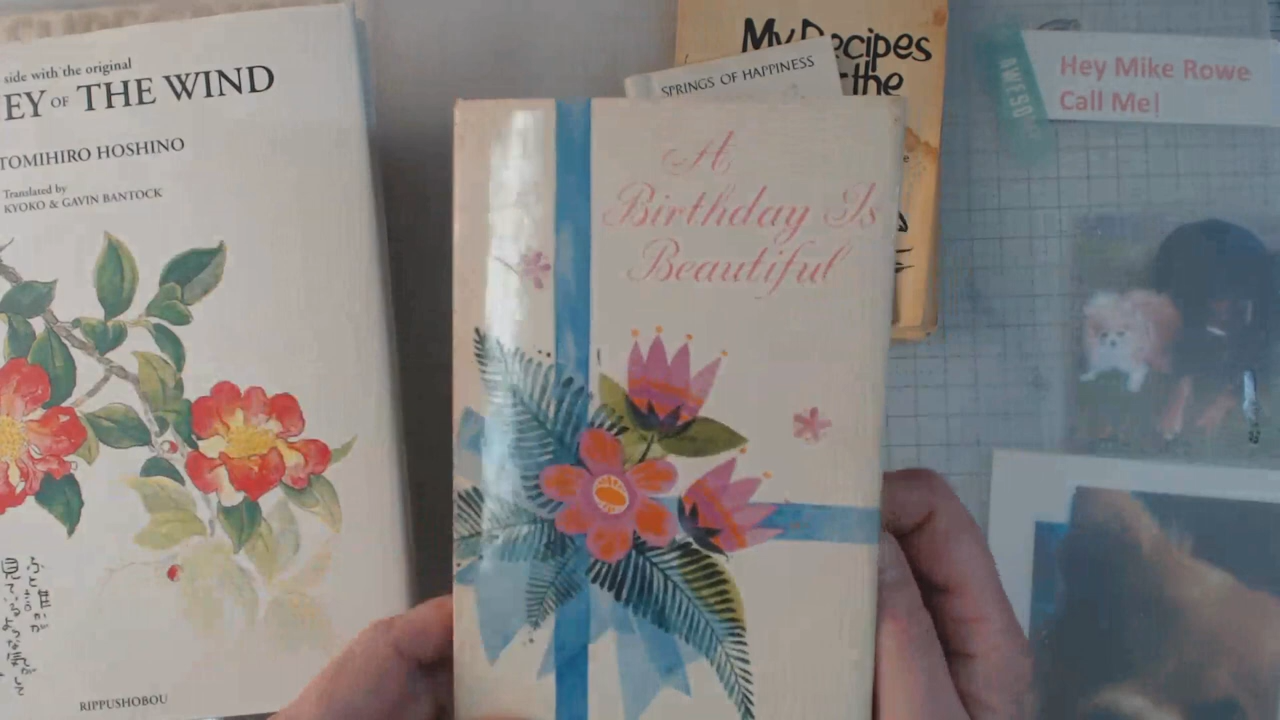 side with the original
EY OF THE WIND
TOMIHIRO HOSHINO
Translated by
KYOKO & GAVIN BANTOCK
RIPPUSHOBOU
My Recipes
the
SPRINGS OF HAPPINESS
A
Birthday Is
Beautiful
Hey Mike Rowe
Call Me|